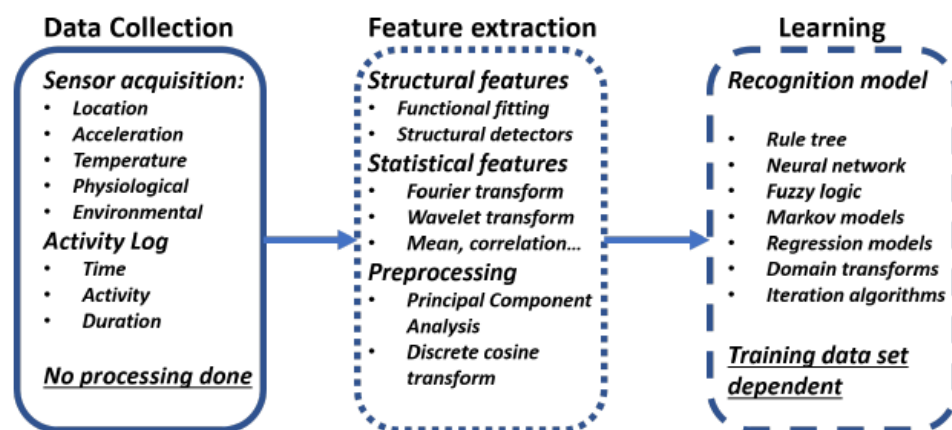 Data Collection
Sensor acquisition:
• Location
• Acceleration
• Temperature
• Physiological
• Environmental
Activity Log
• Time
• Activity
• Duration
No processing done
Feature extraction
Structural features
• Functional fitting
• Structural detectors
Statistical features
• Fourier transform
• Wavelet transform
• Mean, correlation...
Preprocessing
• Principal Component
Analysis
• Discrete cosine
transform
Learning
Recognition model
• Rule tree
• Neural network
• Fuzzy logic
• Markov models
• Regression models
• Domain transforms
• Iteration algorithms
Training data set
dependent